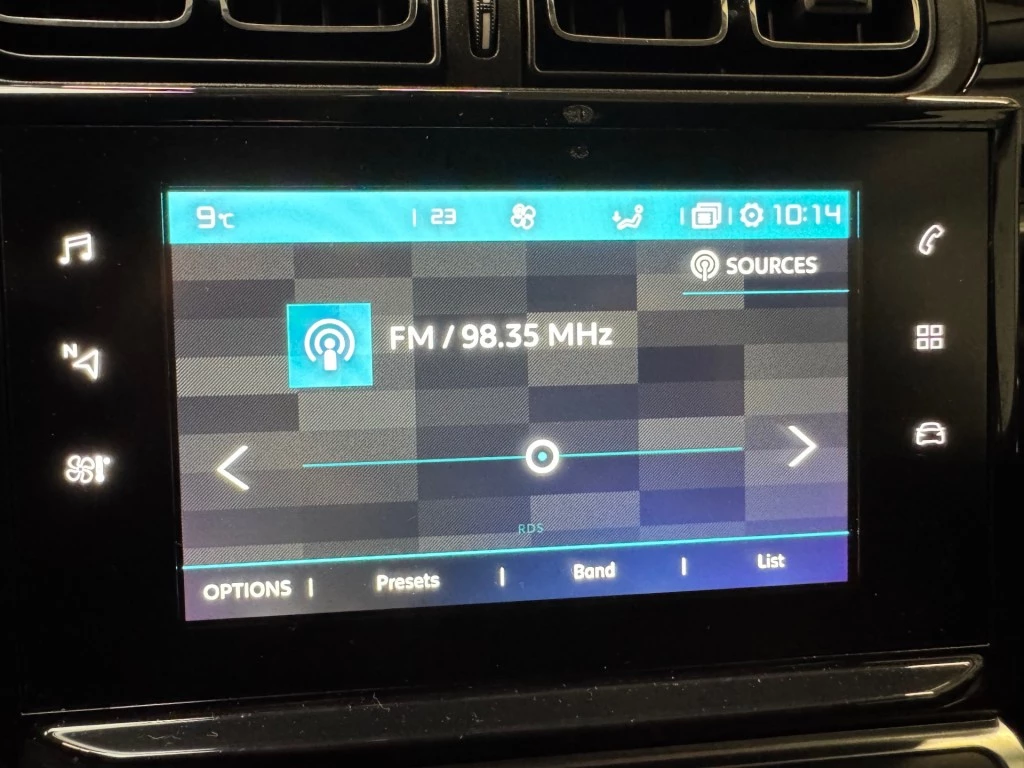 9°C 23 10:14
SOURCES
FM / 98.35 MHz
N
RDS
OPTIONS | Presets | Band | List